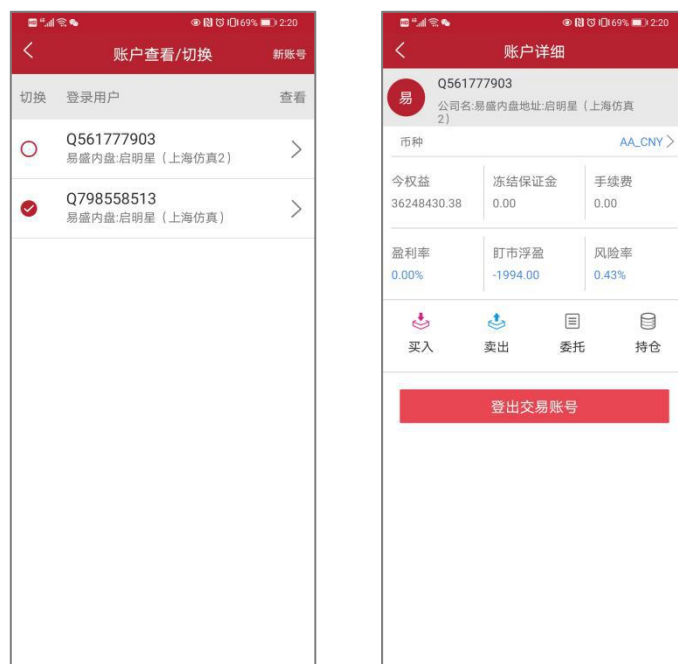 69% 2:20
账户查看/切换
新账号
切换 登录用户 查看
Q561777903
易盛内盘:启明星（上海仿真2）
Q798558513
易盛内盘:启明星（上海仿真）
69% 2:20
账户详细
易
Q561777903
公司名:易盛内盘地址:启明星（上海仿真
2）
币种 AA_CNY
今权益 冻结保证金 手续费
36248430.38 0.00 0.00
盈利率 盯市浮盈 风险率
0.00% -1994.00 0.43%
买入 卖出 委托 持仓
登出交易账号